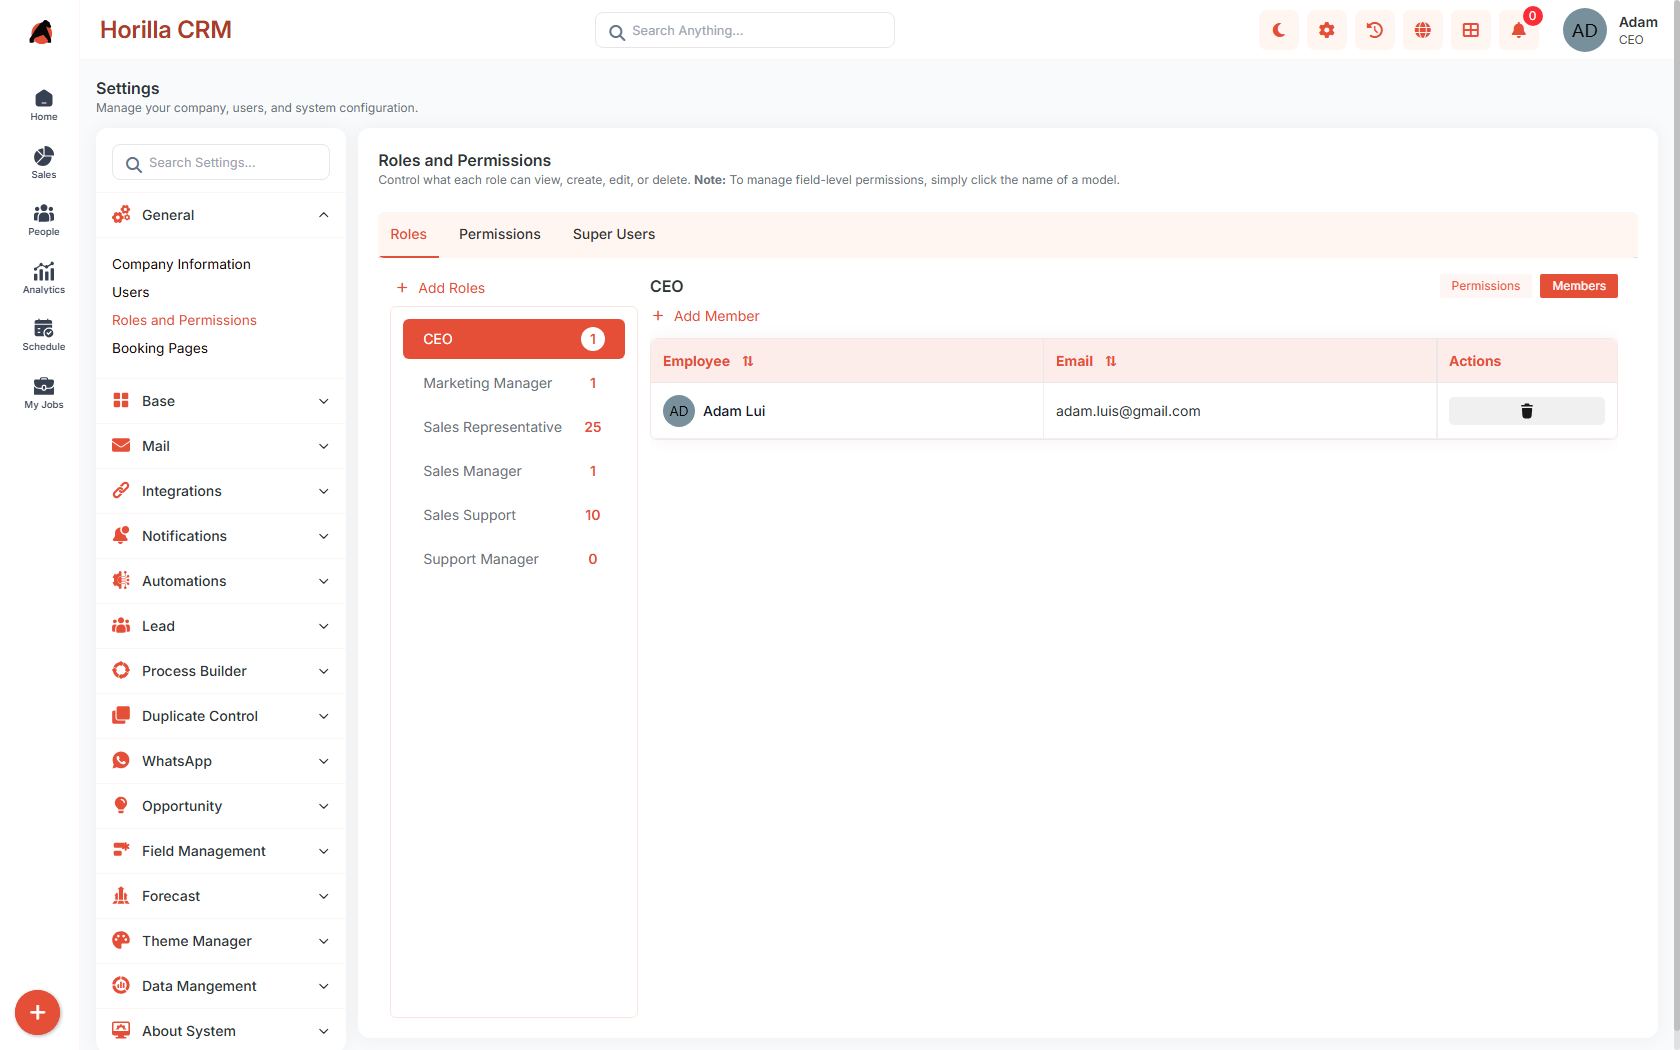 Horilla CRM
Search Anything...
0
AD
Adam
CEO
Home
Sales
People
Analytics
Schedule
My Jobs
Settings
Manage your company, users, and system configuration.
Search Settings...
General
Company Information
Users
Roles and Permissions
Booking Pages
Base
Mail
Integrations
Notifications
Automations
Lead
Process Builder
Duplicate Control
WhatsApp
Opportunity
Field Management
Forecast
Theme Manager
Data Mangement
About System
Roles and Permissions
Control what each role can view, create, edit, or delete. Note: To manage field-level permissions, simply click the name of a model.
Roles Permissions Super Users
+ Add Roles
CEO 1
Marketing Manager 1
Sales Representative 25
Sales Manager 1
Sales Support 10
Support Manager 0
CEO
Permissions Members
+ Add Member
Employee Email Actions
AD Adam Lui adam.luis@gmail.com